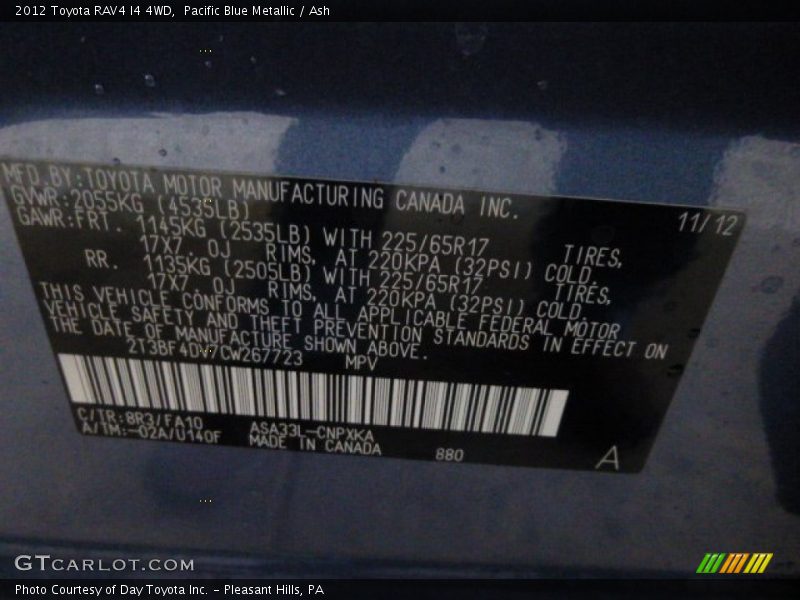 2012 Toyota RAV4 I4 4WD, Pacific Blue Metallic / Ash
MFD.BY:TOYOTA MOTOR MANUFACTURING CANADA INC.
11/12
GVWR:2055KG (4535LB)
GAWR:FRT. 1145KG (2535LB) WITH 225/65R17 TIRES,
17X7.0J RIMS, AT 220KPA (32PSI) COLD.
RR. 1135KG (2505LB) WITH 225/65R17 TIRES,
17X7.0J RIMS, AT 220KPA (32PSI) COLD.
THIS VEHICLE CONFORMS TO ALL APPLICABLE FEDERAL MOTOR
VEHICLE SAFETY AND THEFT PREVENTION STANDARDS IN EFFECT ON
THE DATE OF MANUFACTURE SHOWN ABOVE.
MPV
C/TR:8R3/FA10 ASA33L-CNPXKA
A/TM:-02A/U140F MADE IN CANADA 880 A
GTCARLOT.COM
Photo Courtesy of Day Toyota Inc. - Pleasant Hills, PA